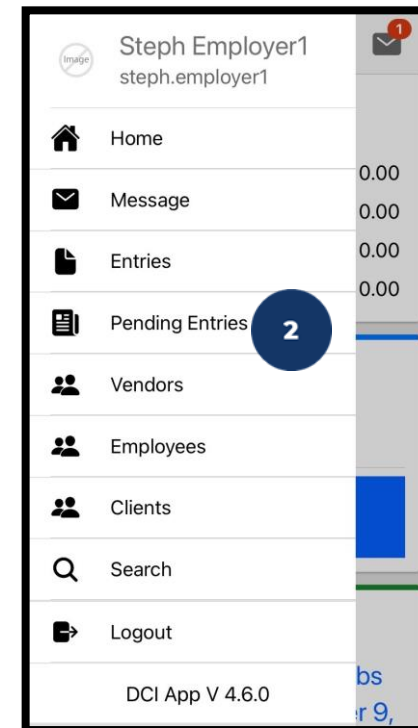 Image
Steph Employer1
steph.employer1
1
Home
Message
Entries
Pending Entries
2
Vendors
Employees
Clients
Search
Logout
DCI App V 4.6.0
0.00
0.00
0.00
0.00
bs
r 9,